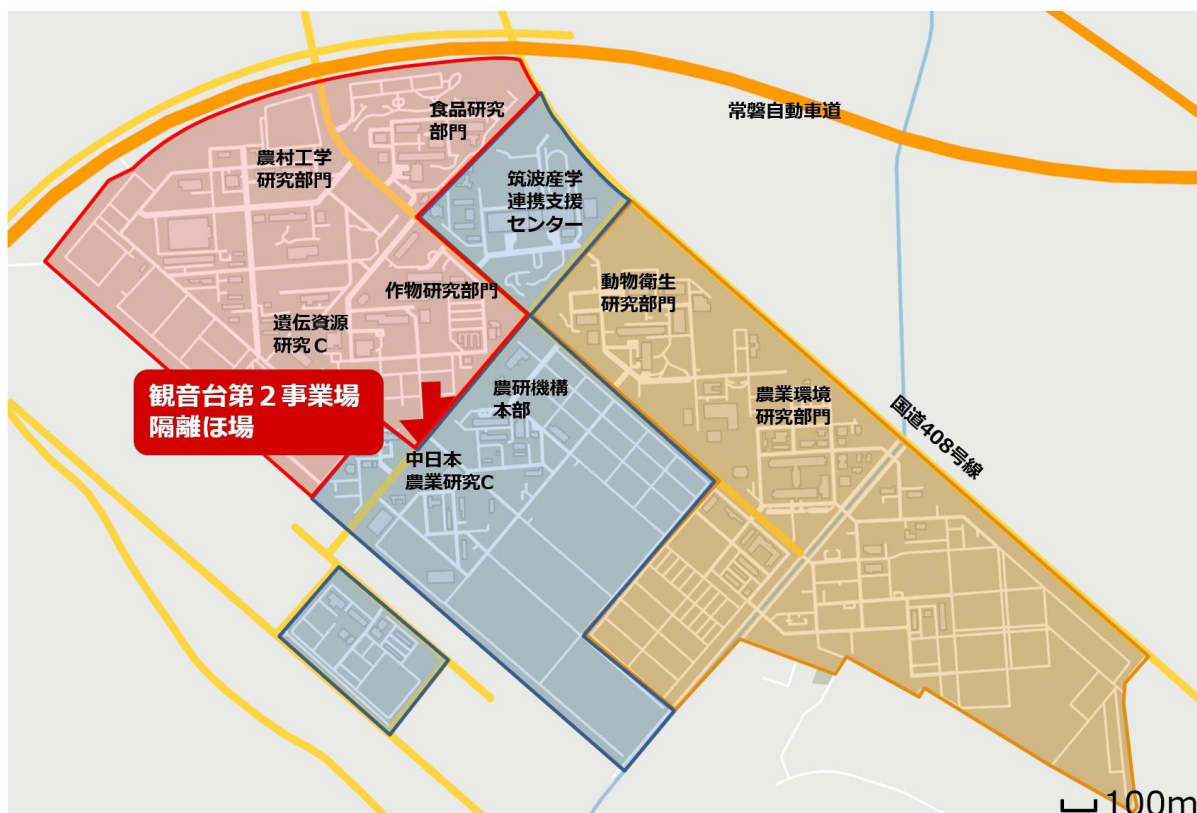 食品研究
部門
常磐自動車道
農村工学
研究部門
筑波産学
連携支援
センター
作物研究部門
動物衛生
研究部門
遺伝資源
研究C
観音台第2事業場
隔離ほ場
農研機構
本部
農業環境
研究部門
国道408号線
中日本
農業研究C
100m